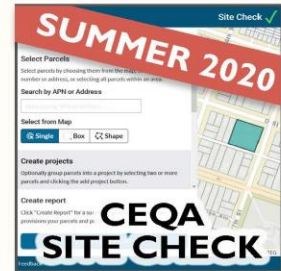 Site Check ✓
SUMMER 2020
Select Parcels
Select parcels by choosing them from the map,
number or address, or selecting all parcels within an area.
Search by APN or Address
Select from Map
Single Box Shape
Create projects
Optionally group parcels into a project by selecting two or more
parcels and clicking the add project button.
Create report
Click "Create Report" for a
provisions your parcels and
CEQA
SITE CHECK
Feedback